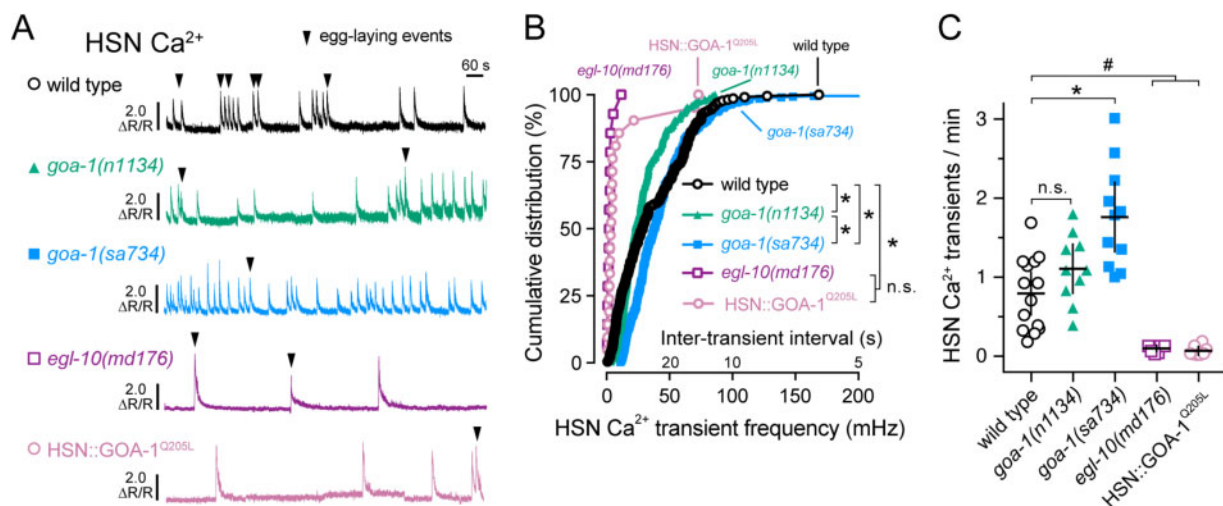 A
HSN Ca²⁺
▼ egg-laying events
60 s
wild type
2.0
ΔR/R
goa-1(n1134)
2.0
ΔR/R
goa-1(sa734)
2.0
ΔR/R
egl-10(md176)
2.0
ΔR/R
HSN::GOA-1Q205L
2.0
ΔR/R
B
HSN::GOA-1Q205L
wild type
egl-10(md176)
goa-1(n1134)
goa-1(sa734)
Cumulative distribution (%)
100
75
50
25
0
wild type
goa-1(n1134)
goa-1(sa734)
egl-10(md176)
HSN::GOA-1Q205L
*
*
*
*
n.s.
Inter-transient interval (s)
20 10 5
0 50 100 150 200
HSN Ca²⁺ transient frequency (mHz)
C
HSN Ca²⁺ transients / min
3
2
1
0
#
*
n.s.
wild type
goa-1(n1134)
goa-1(sa734)
egl-10(md176)
HSN::GOA-1Q205L